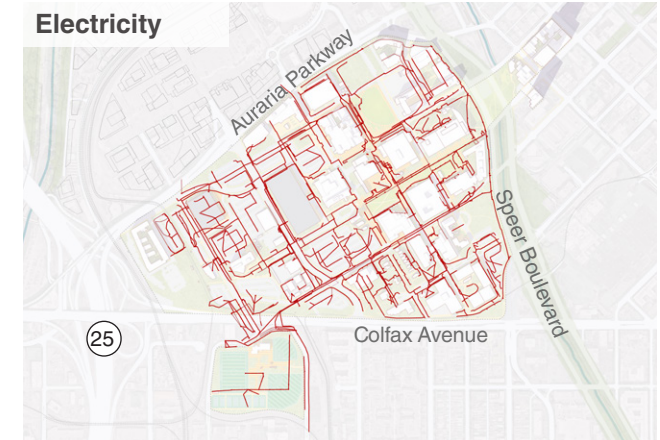 Electricity
Auraria Parkway
Speer Boulevard
Colfax Avenue
25